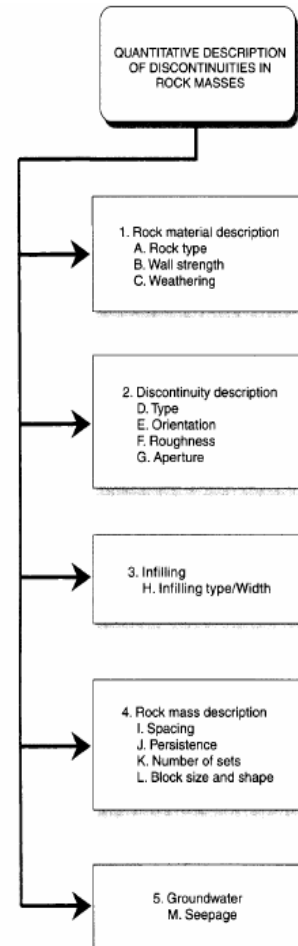 QUANTITATIVE DESCRIPTION
OF DISCONTINUITIES IN
ROCK MASSES
1. Rock material description
A. Rock type
B. Wall strength
C. Weathering
2. Discontinuity description
D. Type
E. Orientation
F. Roughness
G. Aperture
3. Infilling
H. Infilling type/Width
4. Rock mass description
I. Spacing
J. Persistence
K. Number of sets
L. Block size and shape
5. Groundwater
M. Seepage